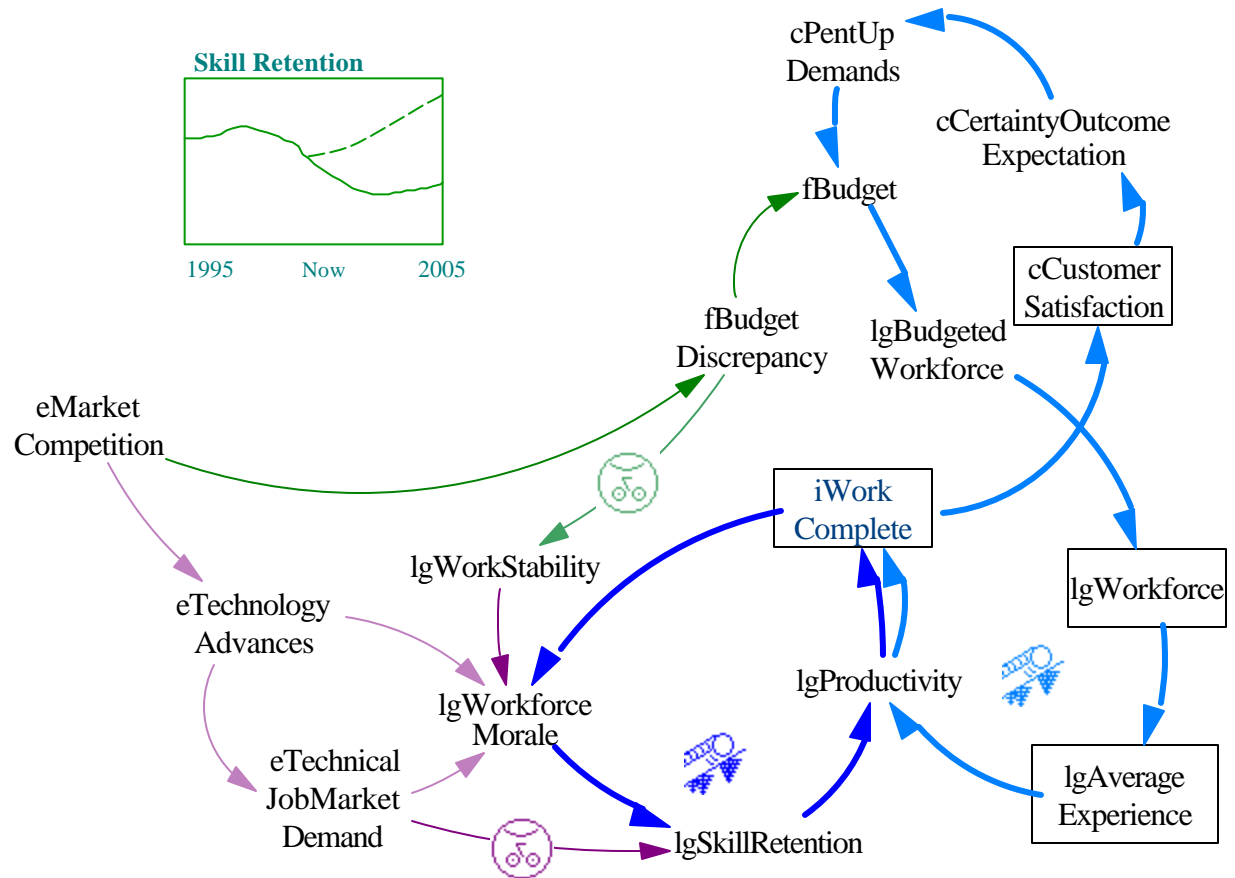 Skill Retention
1995 Now 2005
cPentUp
Demands
cCertaintyOutcome
Expectation
fBudget
cCustomer
Satisfaction
fBudget
Discrepancy
lgBudgeted
Workforce
eMarket
Competition
iWork
Complete
lgWorkStability
lgWorkforce
eTechnology
Advances
lgProductivity
lgWorkforce
Morale
eTechnical
JobMarket
Demand
lgAverage
Experience
lgSkillRetention